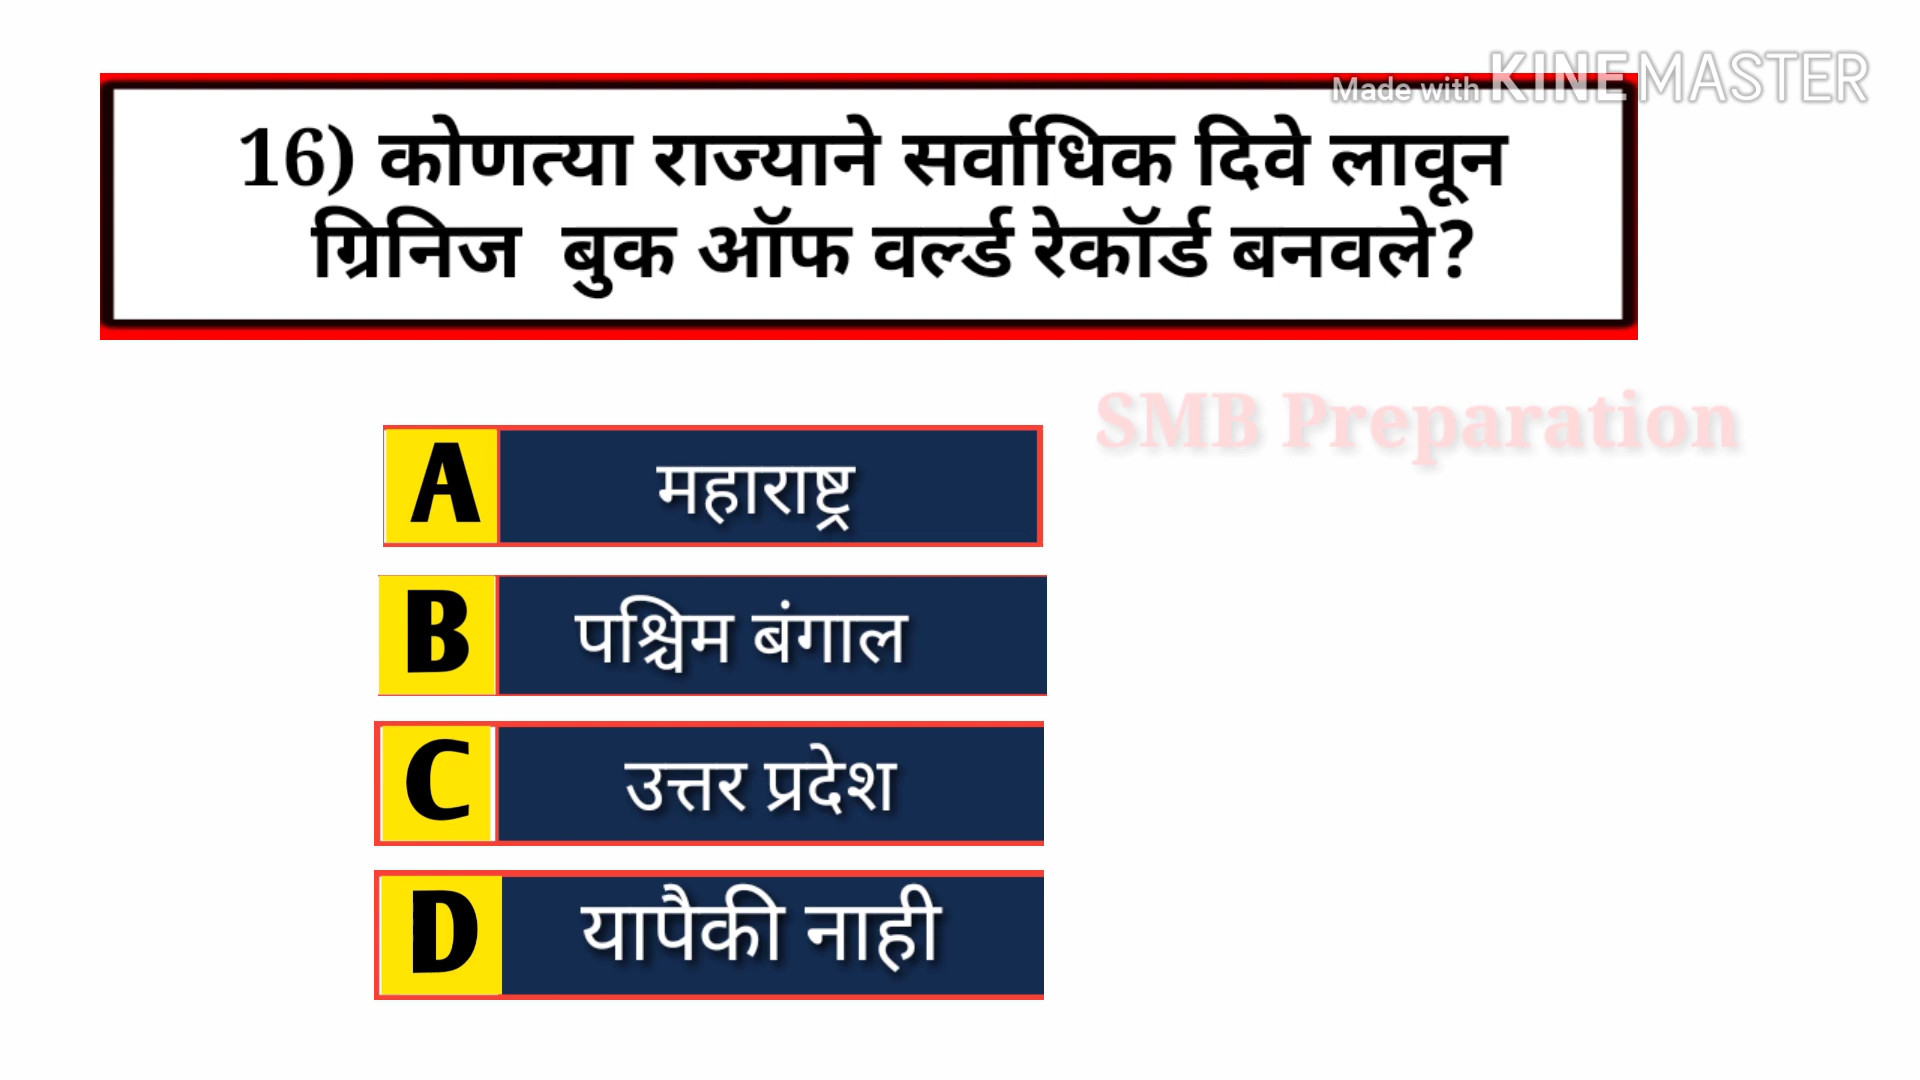 Made with KINEMASTER
16) कोणत्या राज्याने सर्वाधिक दिवे लावून
ग्रिनिज बुक ऑफ वर्ल्ड रेकॉर्ड बनवले?
SMB Preparation
A महाराष्ट्र
B पश्चिम बंगाल
C उत्तर प्रदेश
D यापैकी नाही